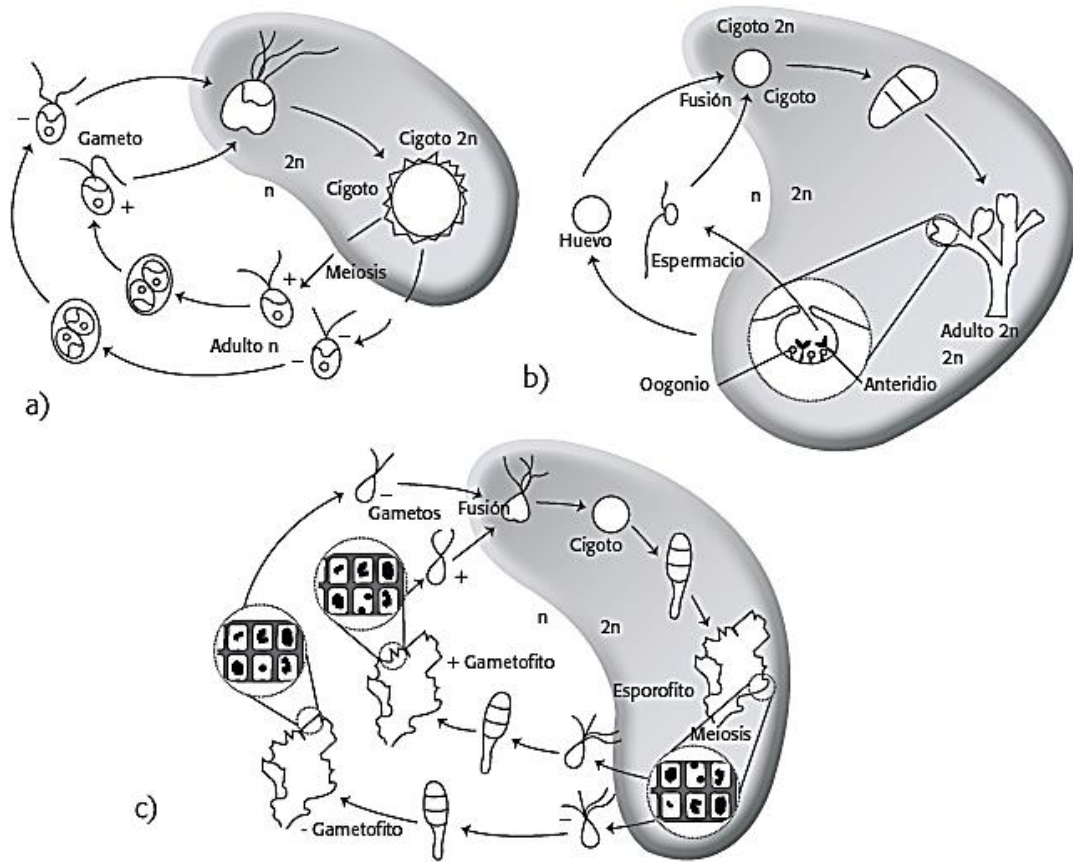 -
Gameto
+
2n
n
Cigoto 2n
Cigoto
Meiosis
+
Adulto n
-
-
a)
Cigoto 2n
Fusión
Cigoto
n
2n
Huevo
Espermacio
Adulto 2n
2n
Oogonio
Anteridio
b)
-
Gametos
Fusión
+
Cigoto
n
2n
+ Gametofito
Esporofito
Meiosis
-
- Gametofito
c)